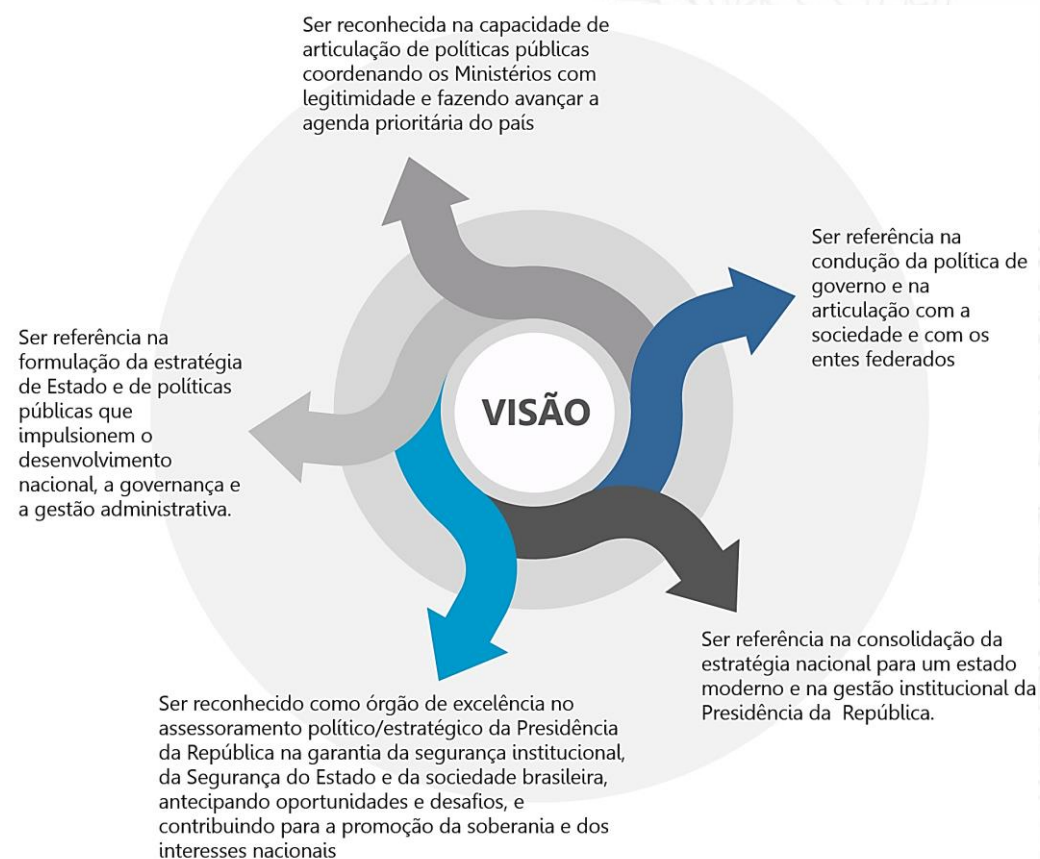 Ser reconhecida na capacidade de
articulação de políticas públicas
coordenando os Ministérios com
legitimidade e fazendo avançar a
agenda prioritária do país
Ser referência na
condução da política de
governo e na
articulação com a
sociedade e com os
entes federados
Ser referência na
formulação da estratégia
de Estado e de políticas
públicas que
impulsionem o
desenvolvimento
nacional, a governança e
a gestão administrativa.
VISÃO
Ser referência na consolidação da
estratégia nacional para um estado
moderno e na gestão institucional da
Presidência da República.
Ser reconhecido como órgão de excelência no
assessoramento político/estratégico da Presidência
da República na garantia da segurança institucional,
da Segurança do Estado e da sociedade brasileira,
antecipando oportunidades e desafios, e
contribuindo para a promoção da soberania e dos
interesses nacionais